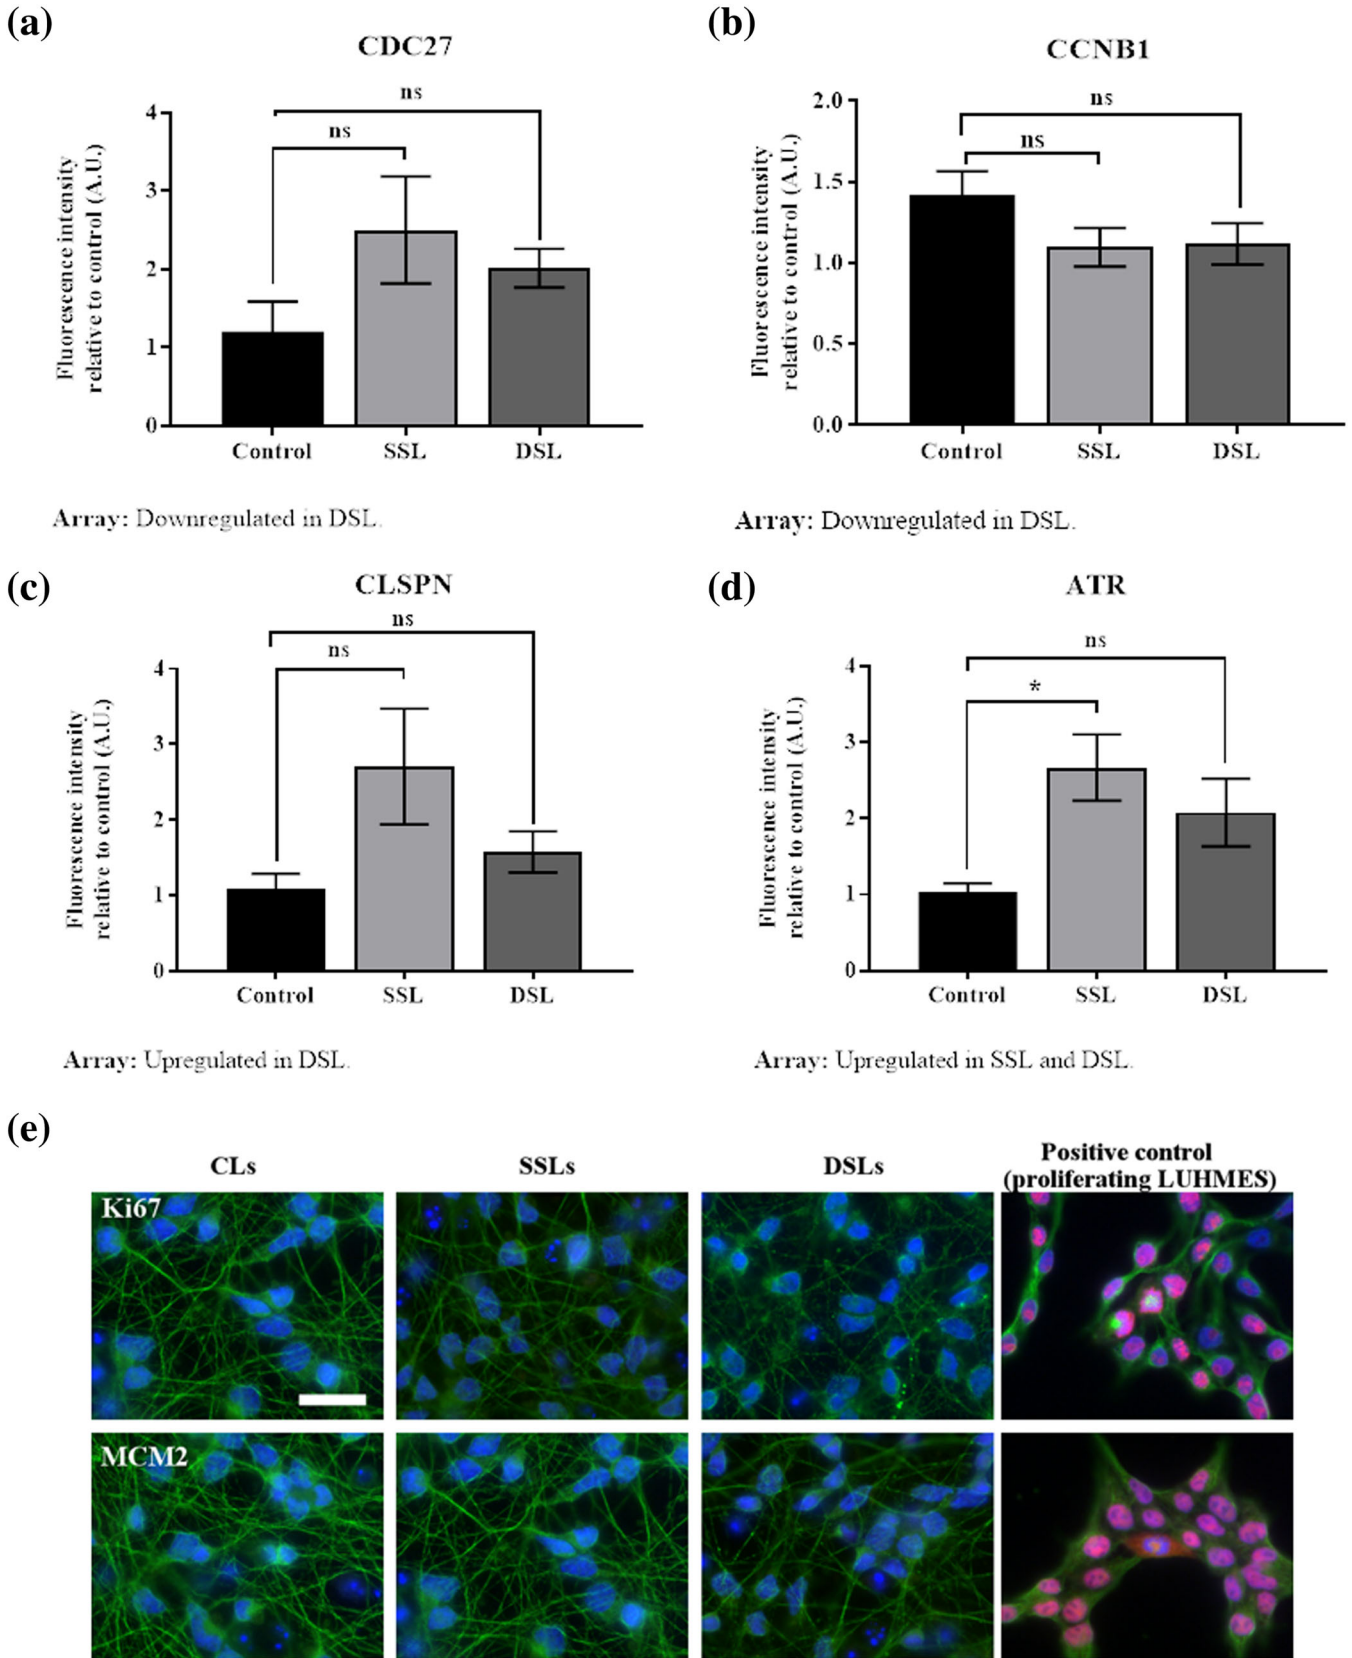 (a)
CDC27
ns
ns
4
3
2
1
0
Fluorescence intensity
relative to control (A.U.)
Control SSL DSL
Array: Downregulated in DSL.
(b)
CCNB1
ns
ns
2.0
1.5
1.0
0.5
0.0
Fluorescence intensity
relative to control (A.U.)
Control SSL DSL
Array: Downregulated in DSL.
(c)
CLSPN
ns
ns
4
3
2
1
0
Fluorescence intensity
relative to control (A.U.)
Control SSL DSL
Array: Upregulated in DSL.
(d)
ATR
ns
*
4
3
2
1
0
Fluorescence intensity
relative to control (A.U.)
Control SSL DSL
Array: Upregulated in SSL and DSL.
(e)
CLs SSLs DSLs Positive control
(proliferating LUHMES)
Ki67
MCM2